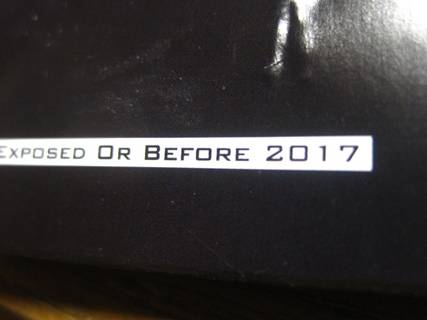 Exposed Or Before 2017